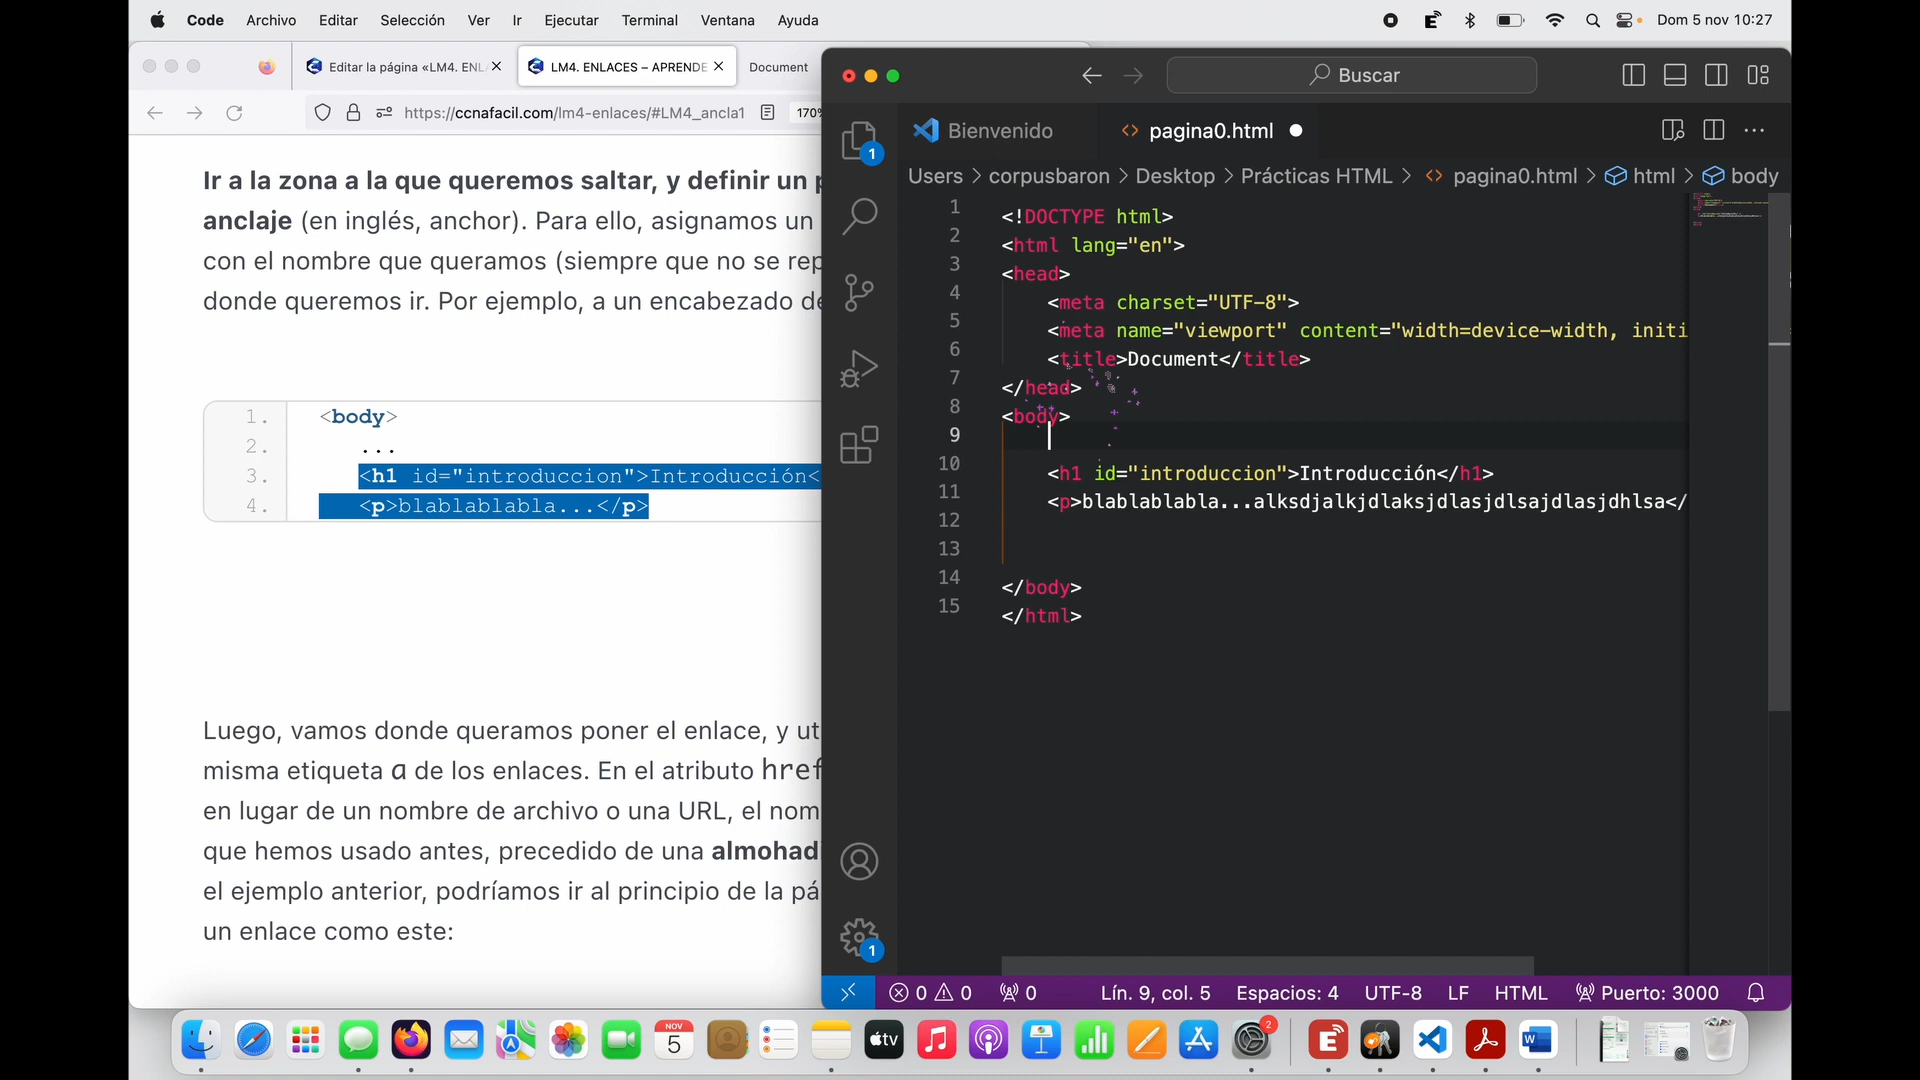 Code Archivo Editar Selección Ver Ir Ejecutar Terminal Ventana Ayuda Dom 5 nov 10:27
Editar la página «LM4. ENL LM4. ENLACES – APRENDE Document
https://ccnafacil.com/lm4-enlaces/#LM4_ancla1 170%
Ir a la zona a la que queremos saltar, y definir un
anclaje (en inglés, anchor). Para ello, asignamos un
con el nombre que queramos (siempre que no se rep
donde queremos ir. Por ejemplo, a un encabezado de
1. <body>
2. ...
3. <h1 id="introduccion">Introducción<
4. <p>blablablabla...</p>
Luego, vamos donde queramos poner el enlace, y ut
misma etiqueta a de los enlaces. En el atributo href
en lugar de un nombre de archivo o una URL, el nom
que hemos usado antes, precedido de una almohad
el ejemplo anterior, podríamos ir al principio de la pá
un enlace como este:
Buscar
Bienvenido <> pagina0.html
Users > corpusbaron > Desktop > Prácticas HTML > <> pagina0.html > html > body
1 <!DOCTYPE html>
2 <html lang="en">
3 <head>
4 <meta charset="UTF-8">
5 <meta name="viewport" content="width=device-width, initi
6 <title>Document</title>
7 </head>
8 <body>
9
10 <h1 id="introduccion">Introducción</h1>
11 <p>blablablabla...alksdjalkjdlaksjdlasjdlsajdlasjdhlsa</
12
13
14 </body>
15 </html>
1
1
0 0 0 Lín. 9, col. 5 Espacios: 4 UTF-8 LF HTML Puerto: 3000
NOV
5
tv
2